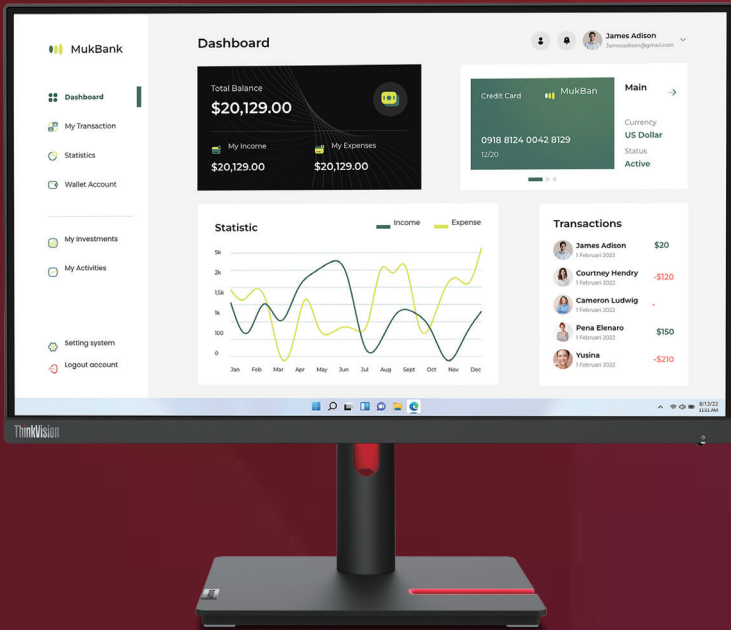 MukBank
Dashboard
My Transaction
Statistics
Wallet Account
My Investments
My Activities
Setting system
Logout account
Dashboard
James Adison
Jamesadison@gmail.com
Total Balance
$20,129.00
My Income
My Expenses
$20,129.00
$20,129.00
Credit Card
MukBan
0918 8124 0042 8129
12/20
Main
Currency
US Dollar
Status
Active
Statistic
Income
Expense
5k
2k
1,5k
1k
100
0
Jan Feb Mar Apr May Jun Jul Aug Sept Oct Nov Dec
Transactions
James Adison
$20
1 Februari 2022
Courtney Hendry
-$120
1 Februari 2022
Cameron Ludwig
-
1 Februari 2022
Pena Elenaro
$150
1 Februari 2022
Yusina
-$210
1 Februari 2022
8/12/22
11:11 AM
ThinkVision